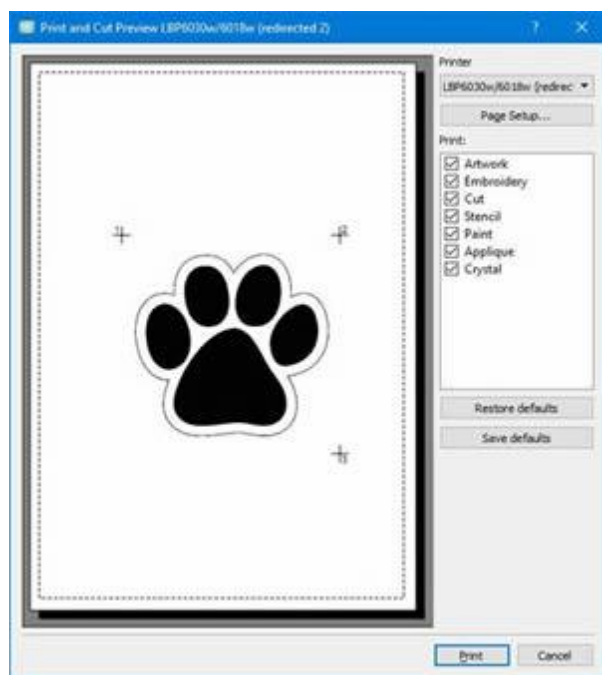 Print and Cut Preview LBP6030w/6018w (redirected 2)
? ×
Printer
LBP6030w/6018w (redirec
Page Setup...
Print:
Artwork
Embroidery
Cut
Stencil
Paint
Applique
Crystal
Restore defaults
Save defaults
Print Cancel